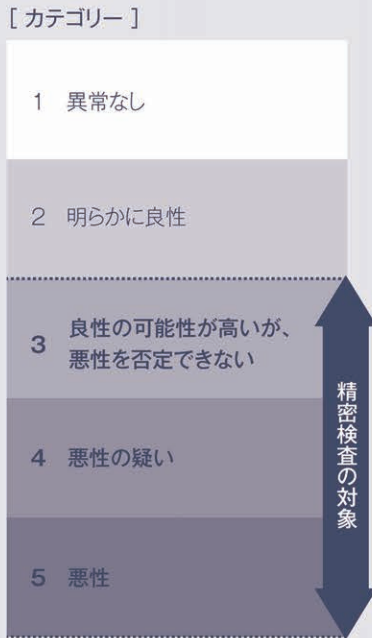 [ カテゴリー ]
1 異常なし
2 明らかに良性
3 良性の可能性が高いが、
悪性を否定できない
4 悪性の疑い
5 悪性
精密検査の対象